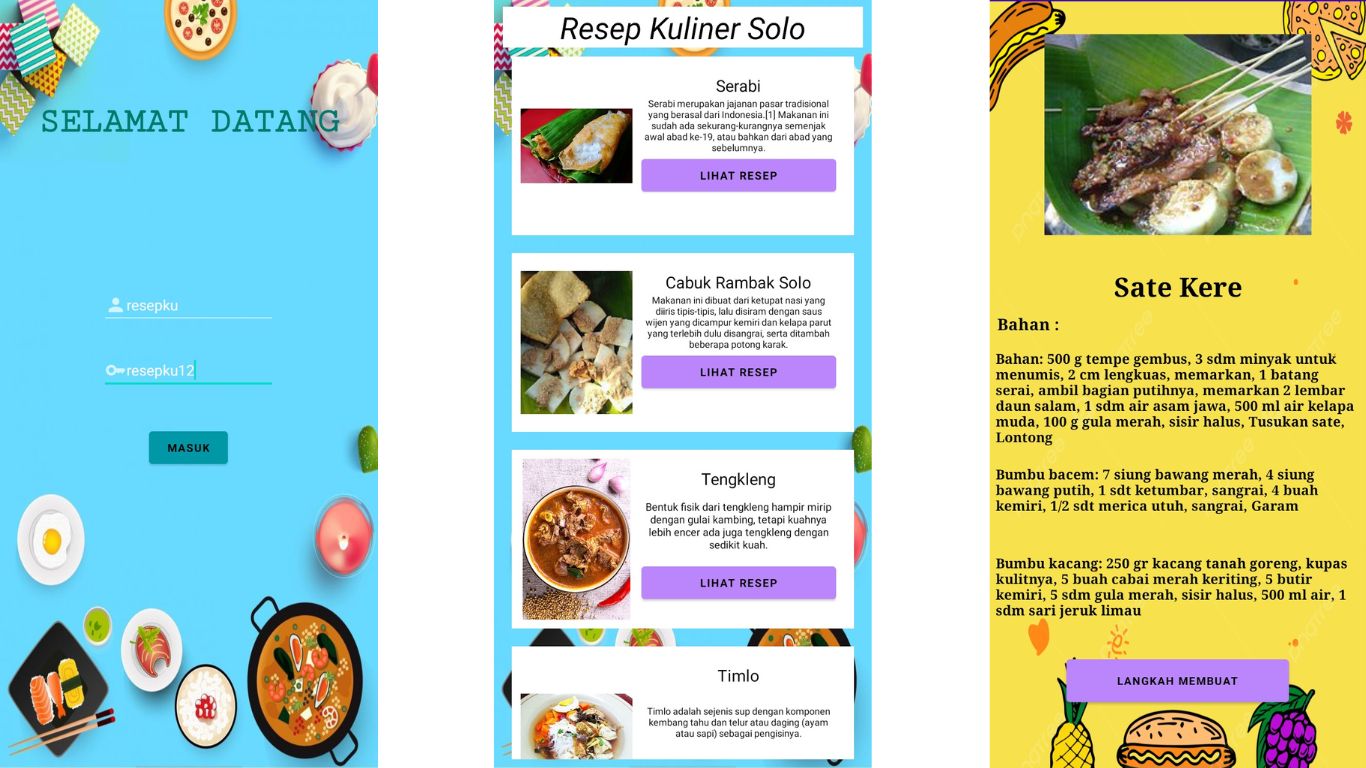 SELAMAT DATANG
resepku
resepku12
MASUK
Resep Kuliner Solo
Serabi
Serabi merupakan jajanan pasar tradisional
yang berasal dari Indonesia.[1] Makanan ini
sudah ada sekurang-kurangnya semenjak
awal abad ke-19, atau bahkan dari abad yang
sebelumnya.
LIHAT RESEP
Cabuk Rambak Solo
Makanan ini dibuat dari ketupat nasi yang
diiris tipis-tipis, lalu disiram dengan saus
wijen yang dicampur kemiri dan kelapa parut
yang terlebih dulu disangrai, serta ditambah
beberapa potong karak.
LIHAT RESEP
Tengkleng
Bentuk fisik dari tengkleng hampir mirip
dengan gulai kambing, tetapi kuahnya
lebih encer ada juga tengkleng dengan
sedikit kuah.
LIHAT RESEP
Timlo
Timlo adalah sejenis sup dengan komponen
kembang tahu dan telur atau daging (ayam
atau sapi) sebagai pengisinya.
Sate Kere
Bahan :
Bahan: 500 g tempe gembus, 3 sdm minyak untuk
menumis, 2 cm lengkuas, memarkan, 1 batang
serai, ambil bagian putihnya, memarkan 2 lembar
daun salam, 1 sdm air asam jawa, 500 ml air kelapa
muda, 100 g gula merah, sisir halus, Tusukan sate,
Lontong
Bumbu bacem: 7 siung bawang merah, 4 siung
bawang putih, 1 sdt ketumbar, sangrai, 4 buah
kemiri, 1/2 sdt merica utuh, sangrai, Garam
Bumbu kacang: 250 gr kacang tanah goreng, kupas
kulitnya, 5 buah cabai merah keriting, 5 butir
kemiri, 5 sdm gula merah, sisir halus, 500 ml air, 1
sdm sari jeruk limau
LANGKAH MEMBUAT